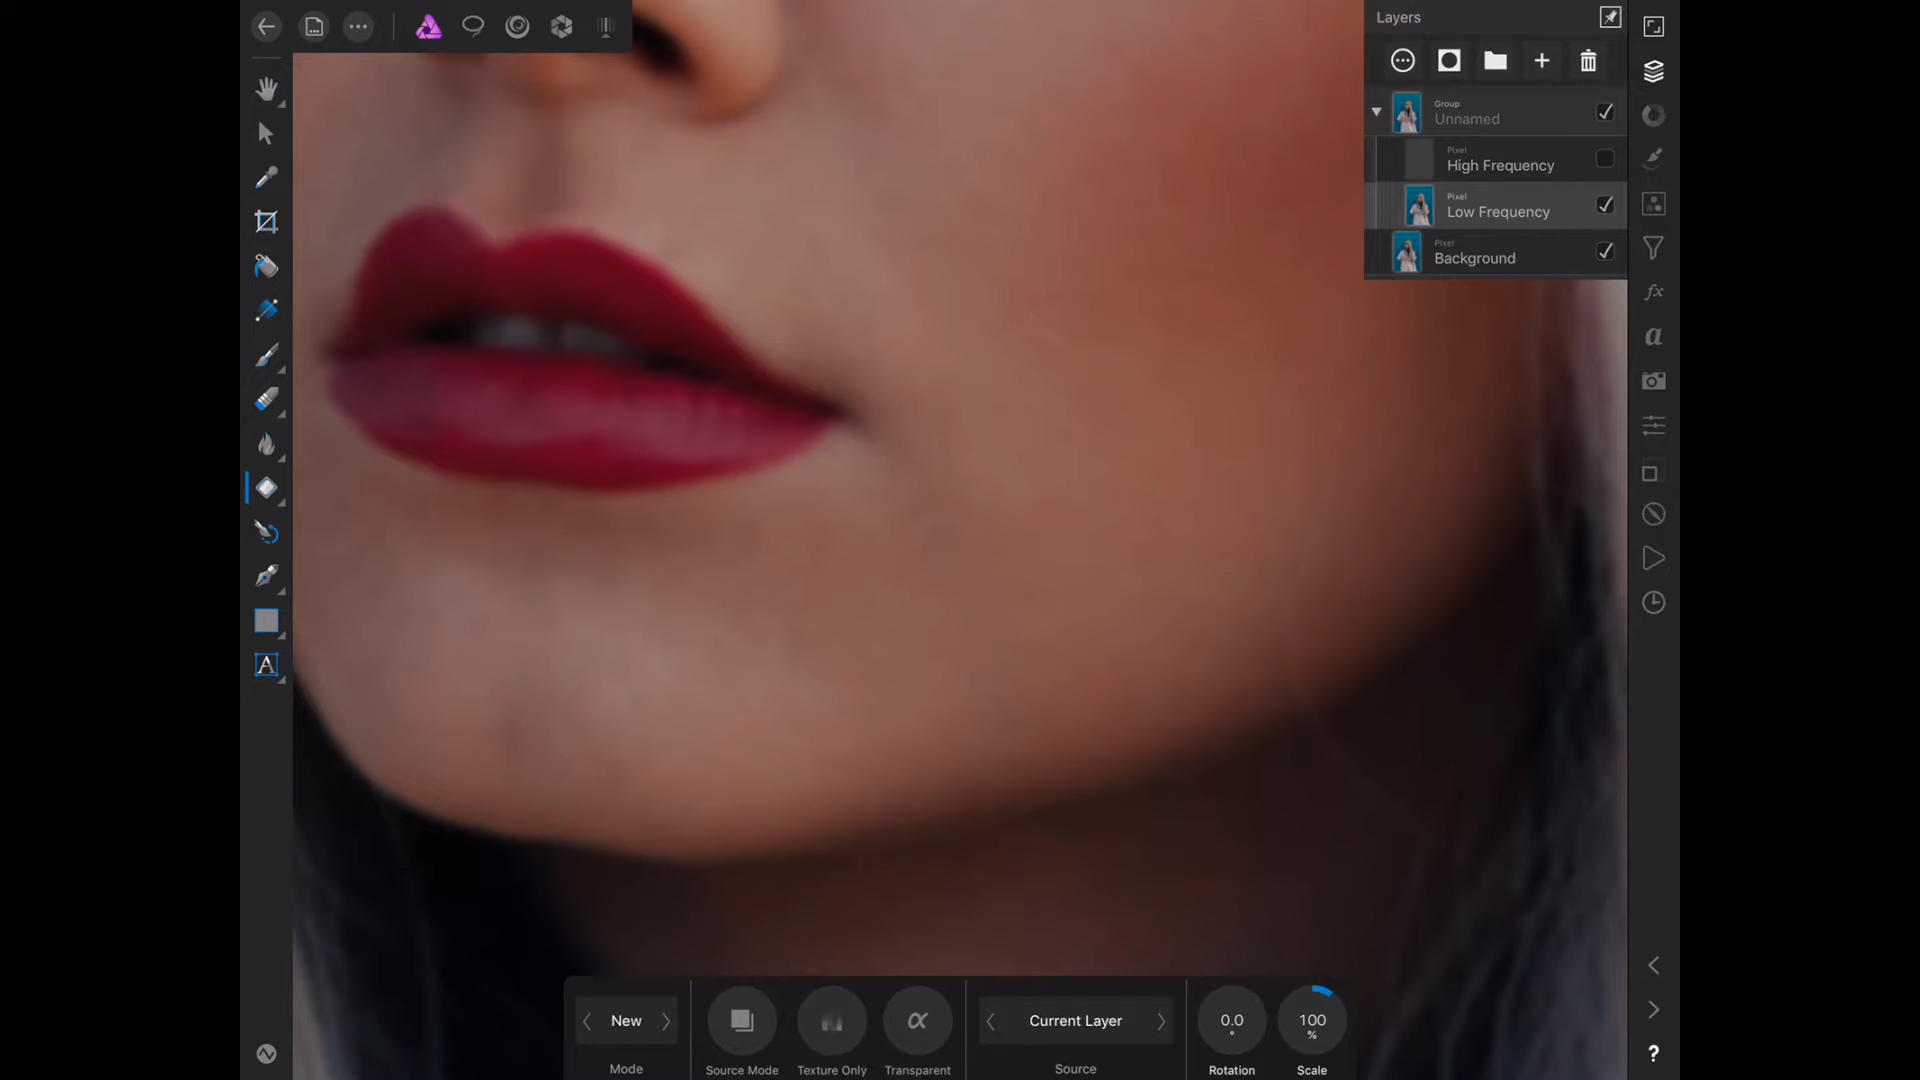 Layers
Group
Unnamed
Pixel
High Frequency
Pixel
Low Frequency
Pixel
Background
fx
a
A
New
Mode
Source Mode
Texture Only
α
Transparent
Current Layer
Source
0.0
°
Rotation
100
%
Scale
?